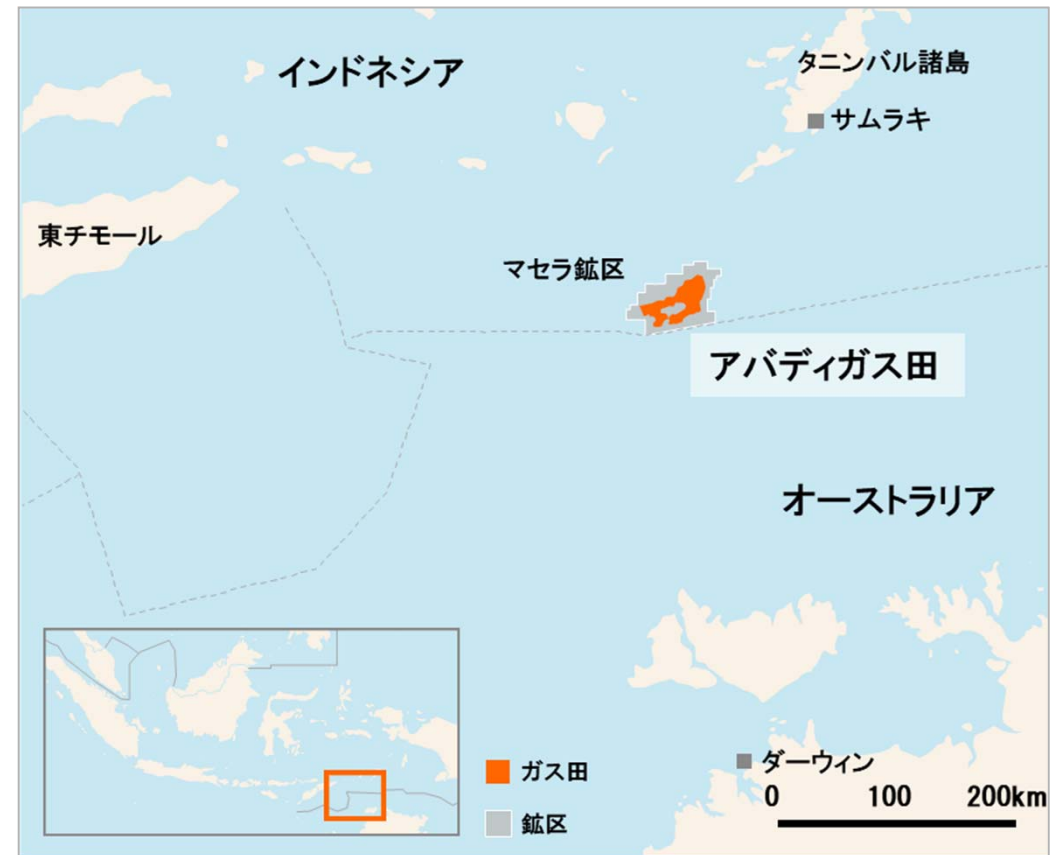 インドネシア
タニンバル諸島
サムラキ
東チモール
マセラ鉱区
アバディガス田
オーストラリア
ガス田
鉱区
ダーウィン
0 100 200km